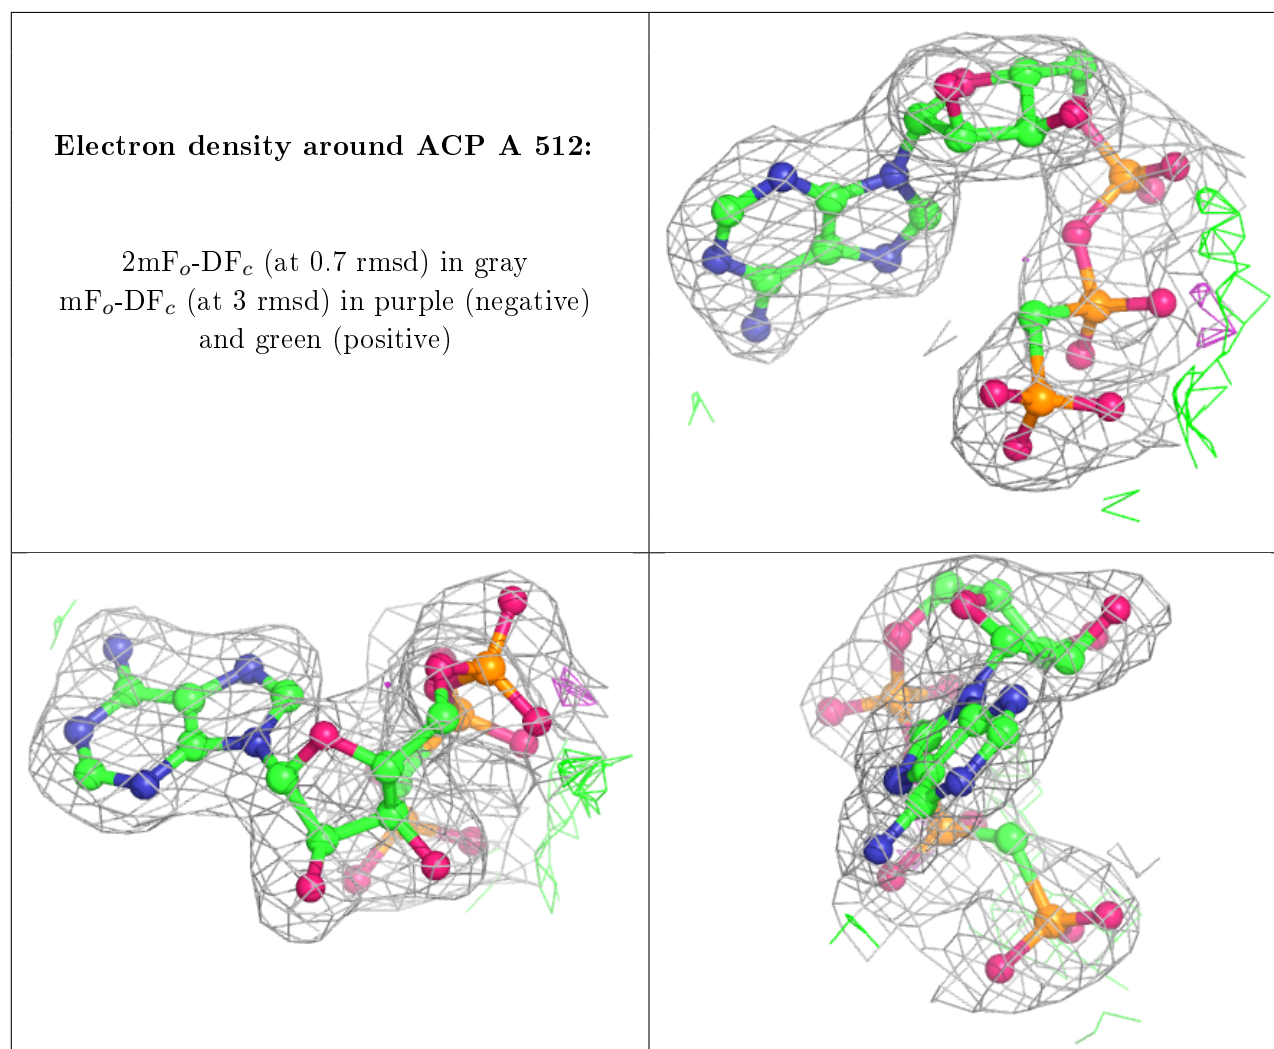 Electron density around ACP A 512:
2mFₒ-DF𝒸 (at 0.7 rmsd) in gray
mFₒ-DF𝒸 (at 3 rmsd) in purple (negative)
and green (positive)